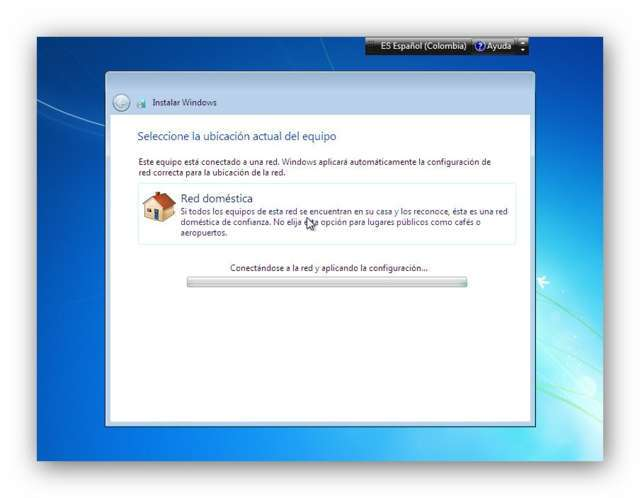 ES Español (Colombia) ? Ayuda
Instalar Windows
Seleccione la ubicación actual del equipo
Este equipo está conectado a una red. Windows aplicará automáticamente la configuración de
red correcta para la ubicación de la red.
Red doméstica
Si todos los equipos de esta red se encuentran en su casa y los reconoce, ésta es una red
doméstica de confianza. No elija esta opción para lugares públicos como cafés o
aeropuertos.
Conectándose a la red y aplicando la configuración...